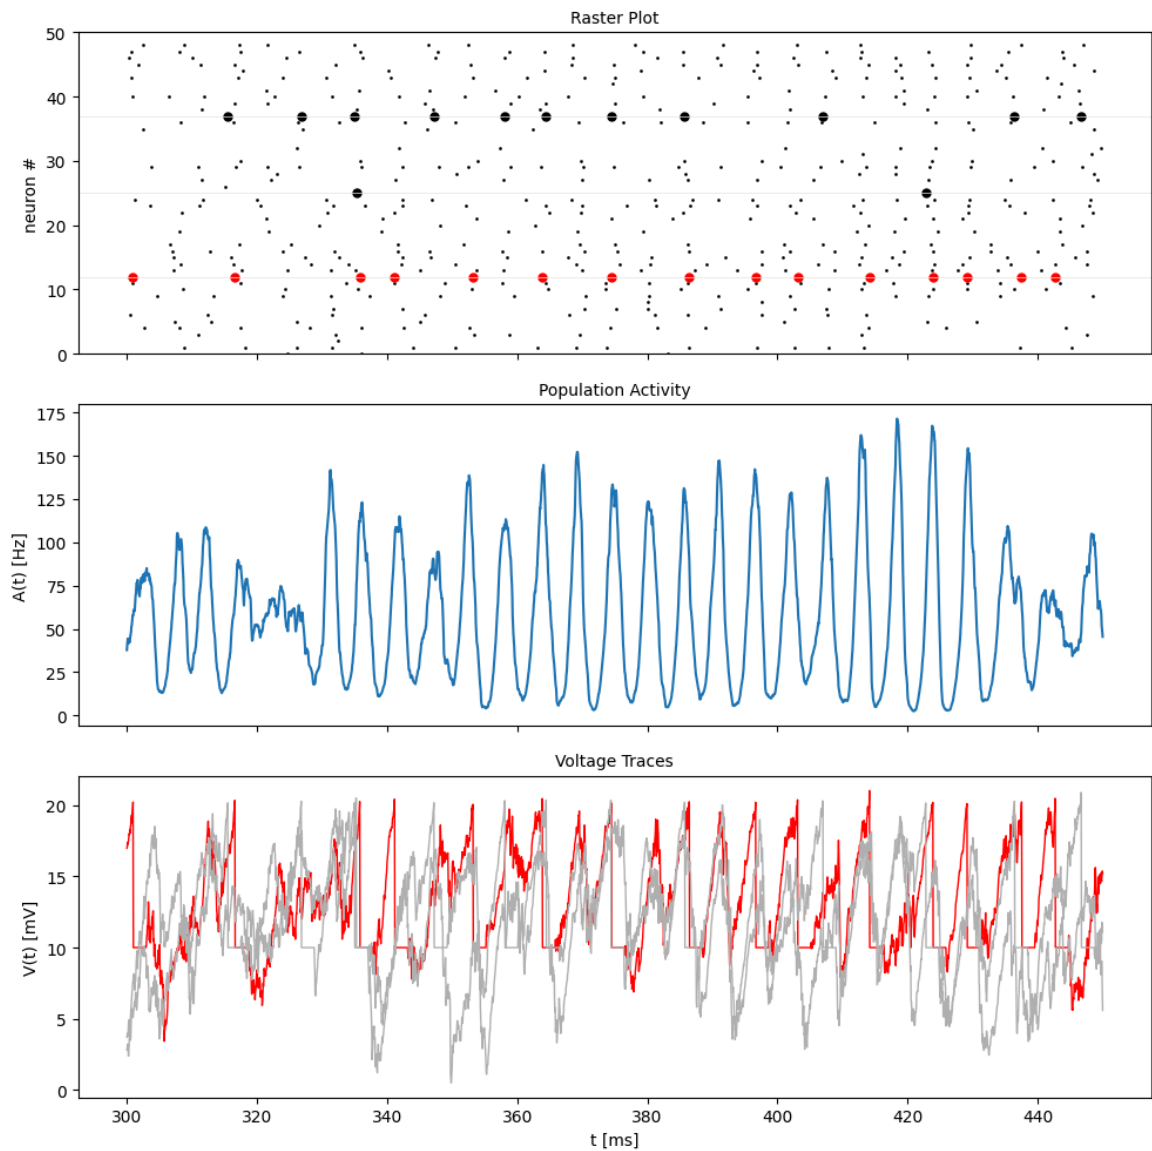 Raster Plot
50
40
30
20
10
0
neuron #
Population Activity
175
150
125
100
75
50
25
0
A(t) [Hz]
Voltage Traces
20
15
10
5
0
V(t) [mV]
300 320 340 360 380 400 420 440
t [ms]